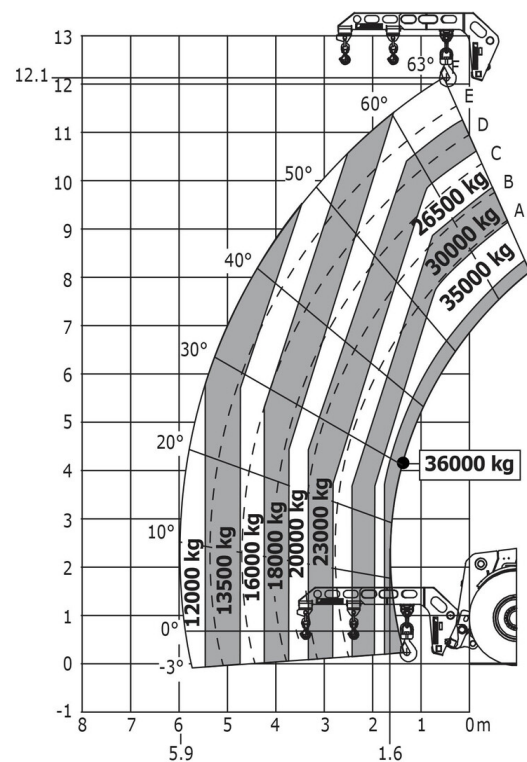 13
12.1
12
11
10
9
8
7
6
5
4
3
2
1
0
-1
63°
F
E
D
C
B
A
60°
50°
40°
30°
20°
10°
0°
-3°
26500 kg
30000 kg
35000 kg
36000 kg
12000 kg
13500 kg
16000 kg
18000 kg
20000 kg
23000 kg
8 7 6 5 4 3 2 1 0 m
5.9 1.6